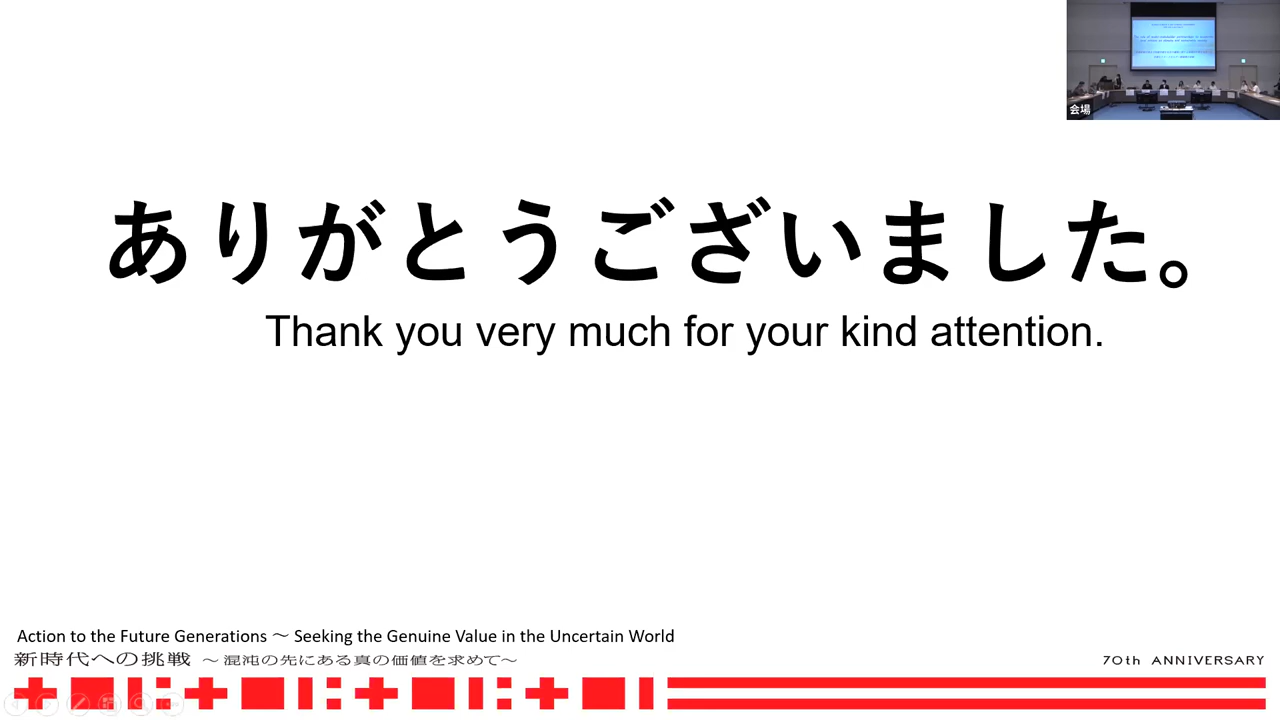 会場
ありがとうございました。
Thank you very much for your kind attention.
Action to the Future Generations ～ Seeking the Genuine Value in the Uncertain World
新時代への挑戦 ～混沌の先にある真の価値を求めて～
70th ANNIVERSARY